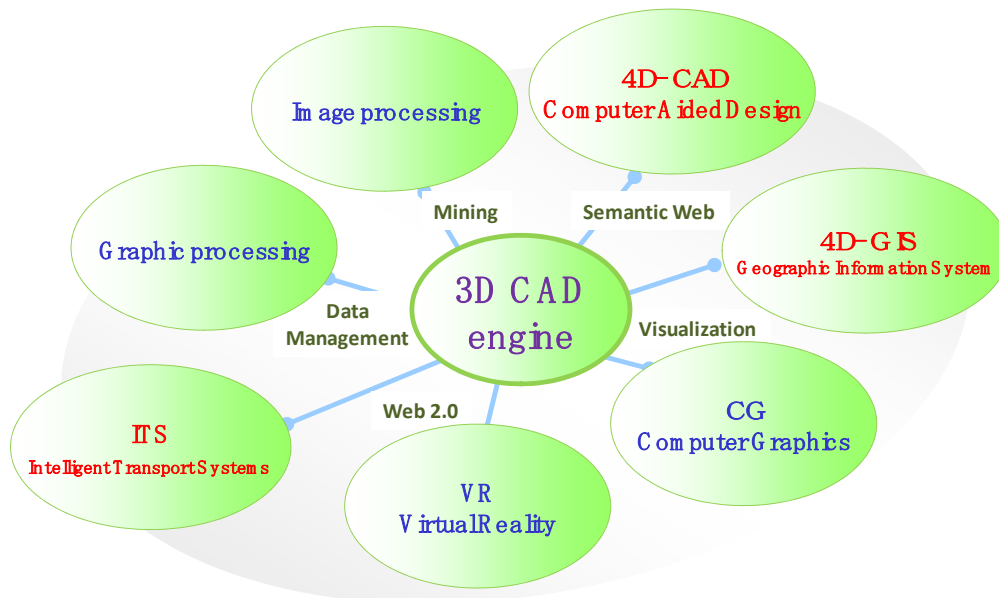 4D-CAD
Computer Aided Design
Image processing
Mining
Semantic Web
Graphic processing
4D-GIS
Geographic Information System
3D CAD
engine
Data
Management
Visualization
Web 2.0
CG
Computer Graphics
ITS
Intelligent Transport Systems
VR
Virtual Reality